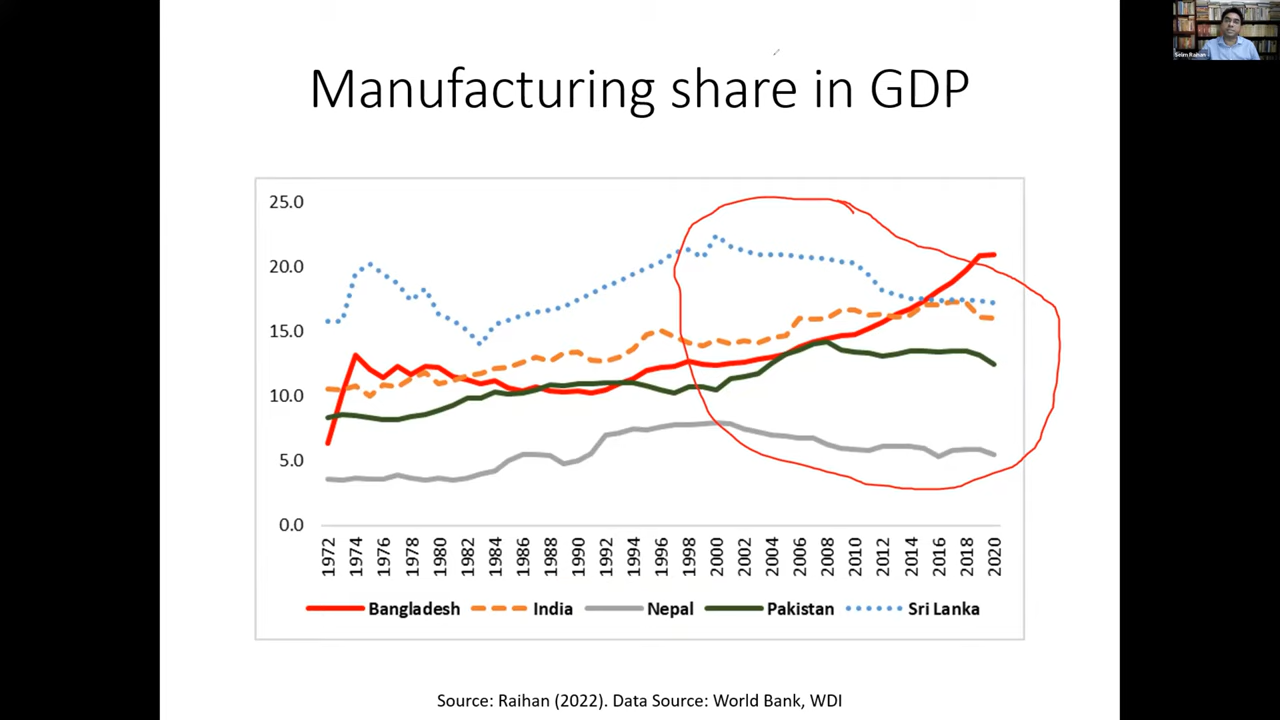 Selim Raihan
Manufacturing share in GDP
25.0
20.0
15.0
10.0
5.0
0.0
1972 1974 1976 1978 1980 1982 1984 1986 1988 1990 1992 1994 1996 1998 2000 2002 2004 2006 2008 2010 2012 2014 2016 2018 2020
Bangladesh India Nepal Pakistan Sri Lanka
Source: Raihan (2022). Data Source: World Bank, WDI